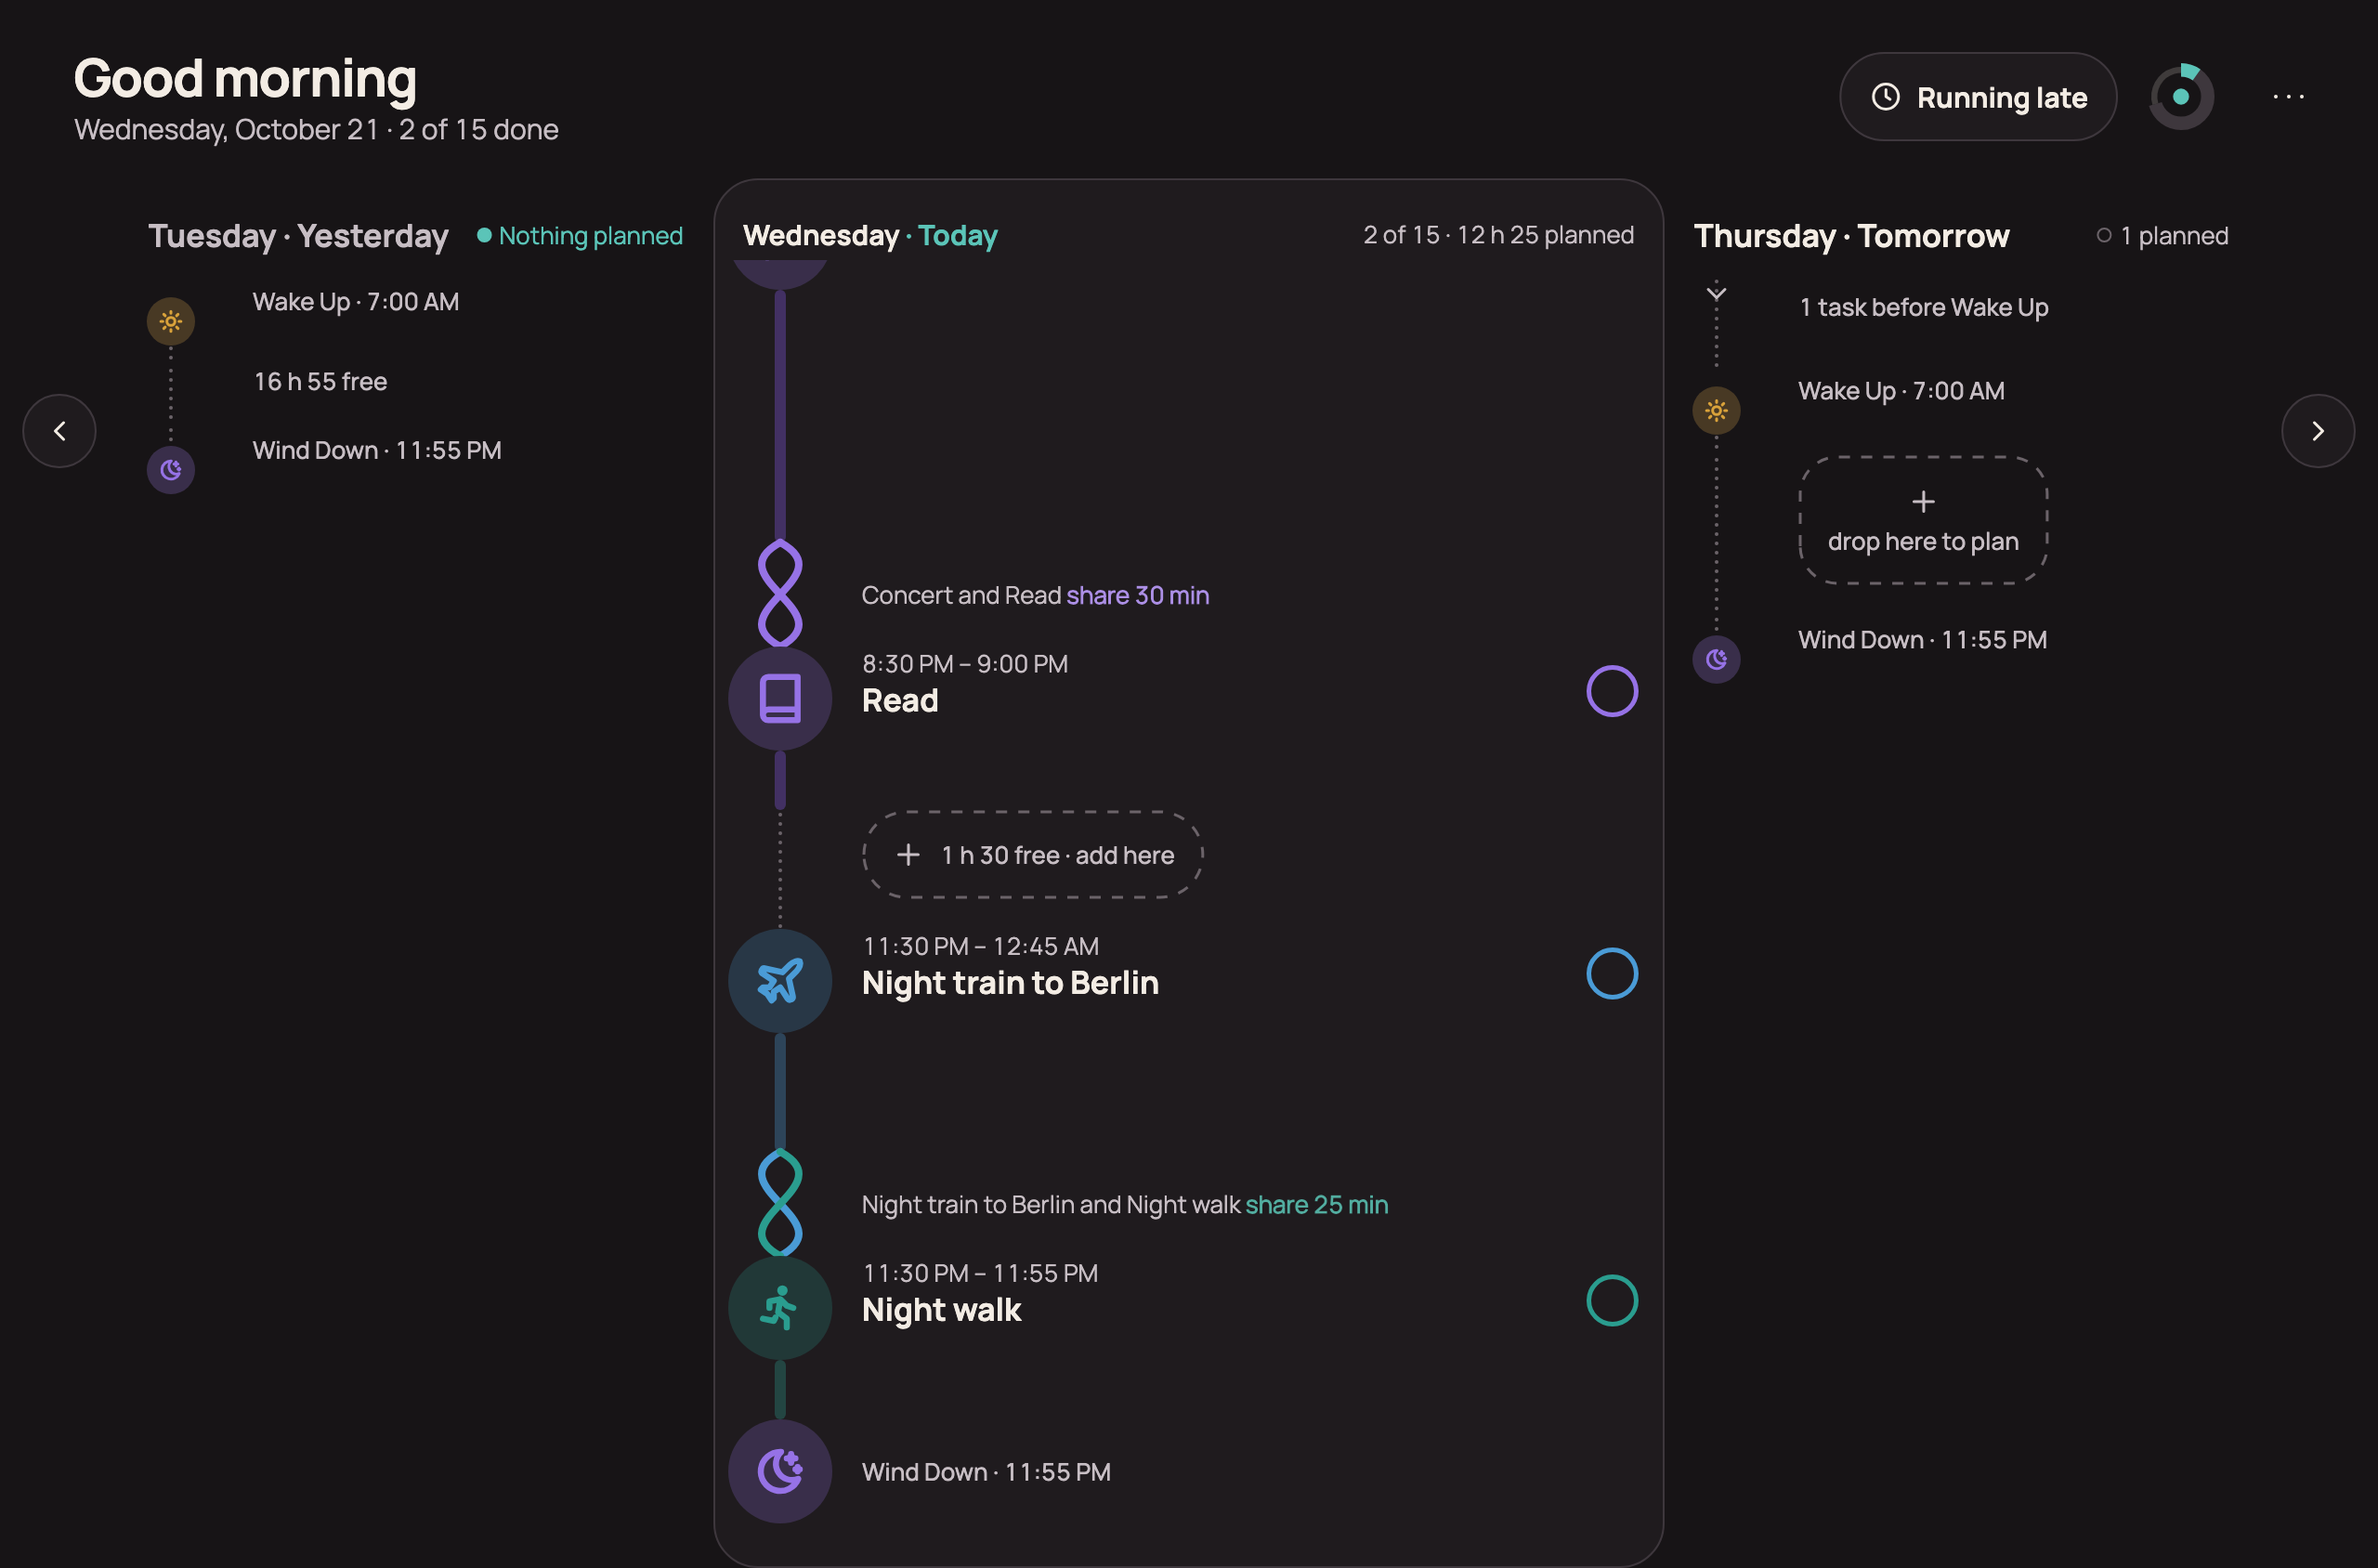 Good morning
Wednesday, October 21 · 2 of 15 done
Running late
Tuesday · Yesterday
Nothing planned
Wake Up · 7:00 AM
16 h 55 free
Wind Down · 11:55 PM
Wednesday · Today
2 of 15 · 12 h 25 planned
Concert and Read share 30 min
8:30 PM – 9:00 PM
Read
1 h 30 free · add here
11:30 PM – 12:45 AM
Night train to Berlin
Night train to Berlin and Night walk share 25 min
11:30 PM – 11:55 PM
Night walk
Wind Down · 11:55 PM
Thursday · Tomorrow
1 planned
1 task before Wake Up
Wake Up · 7:00 AM
drop here to plan
Wind Down · 11:55 PM